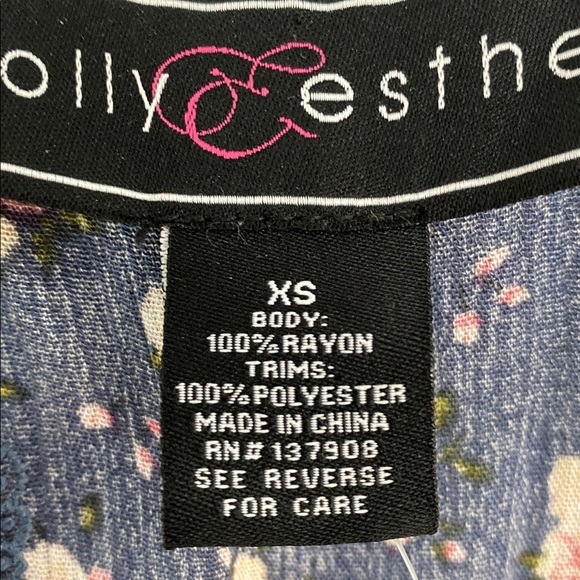 olly & esthe
XS
BODY:
100%RAYON
TRIMS:
100%POLYESTER
MADE IN CHINA
RN# 137908
SEE REVERSE
FOR CARE